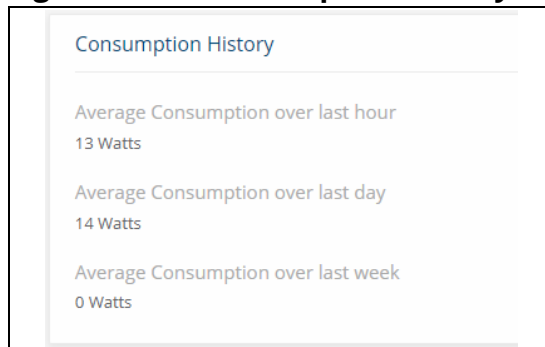 Consumption History
Average Consumption over last hour
13 Watts
Average Consumption over last day
14 Watts
Average Consumption over last week
0 Watts